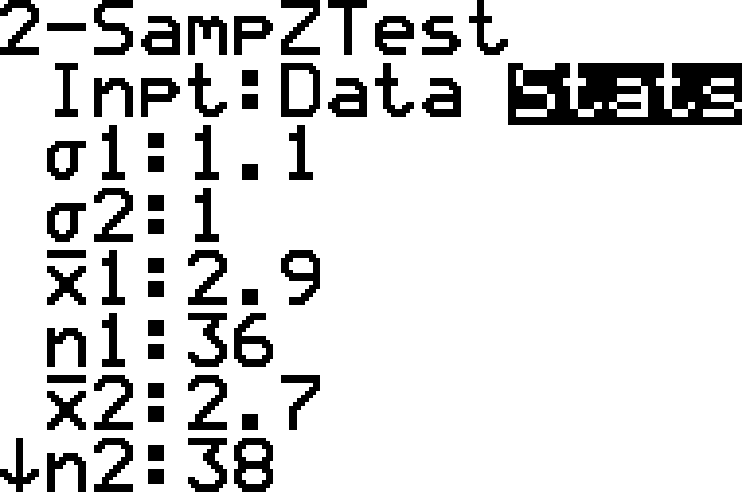 2-SampZTest
Inpt:Data Stats
σ1:1.1
σ2:1
x̄1:2.9
n1:36
x̄2:2.7
↓n2:38